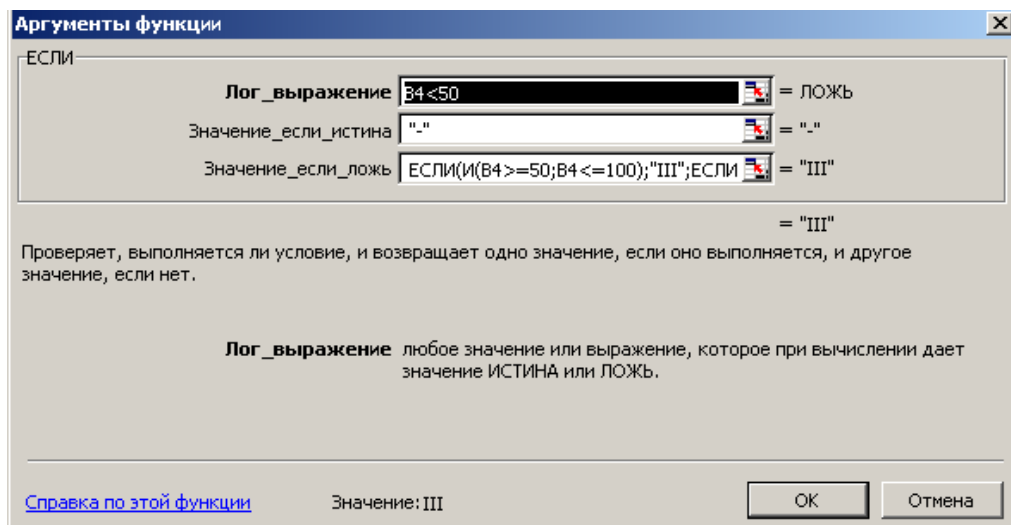 Аргументы функции
ЕСЛИ
Лог_выражение B4<50 = ЛОЖЬ
Значение_если_истина "-" = "-"
Значение_если_ложь ЕСЛИ(И(B4>=50;B4<=100);"III";ЕСЛИ = "III"
= "III"
Проверяет, выполняется ли условие, и возвращает одно значение, если оно выполняется, и другое
значение, если нет.
Лог_выражение любое значение или выражение, которое при вычислении дает
значение ИСТИНА или ЛОЖЬ.
Справка по этой функции Значение:III OK Отмена